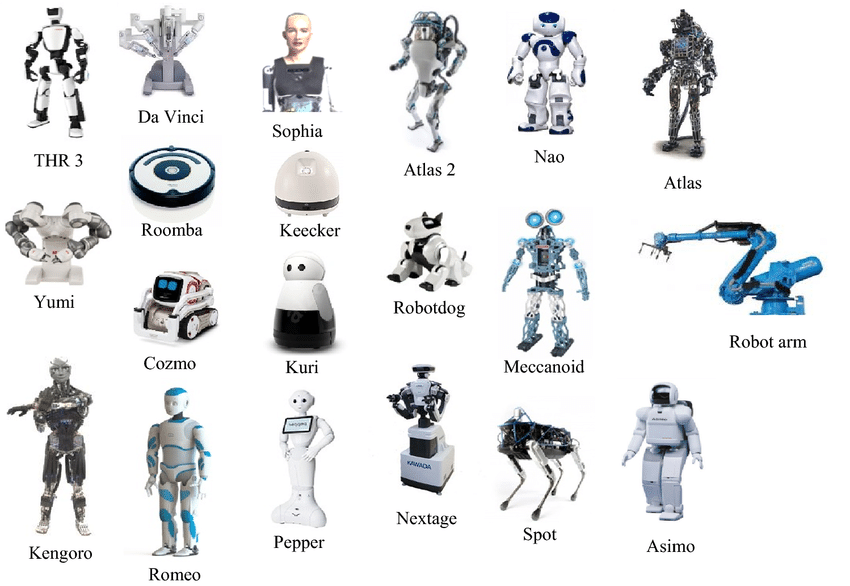 THR 3
Da Vinci
Sophia
Atlas 2
Nao
Atlas
Roomba
Keecker
Yumi
Robotdog
Cozmo
Kuri
Meccanoid
Robot arm
KAWADA
Kengoro
Romeo
Pepper
Nextage
Spot
Asimo